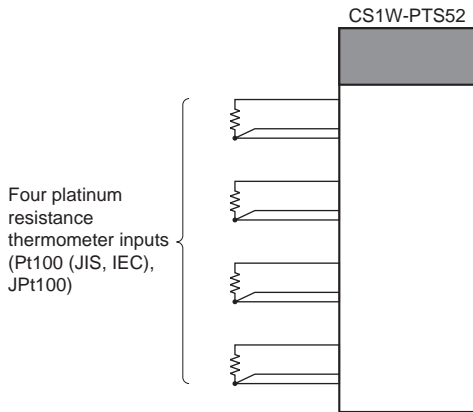 CS1W-PTS52
Four platinum
resistance
thermometer inputs
(Pt100 (JIS, IEC),
JPt100)